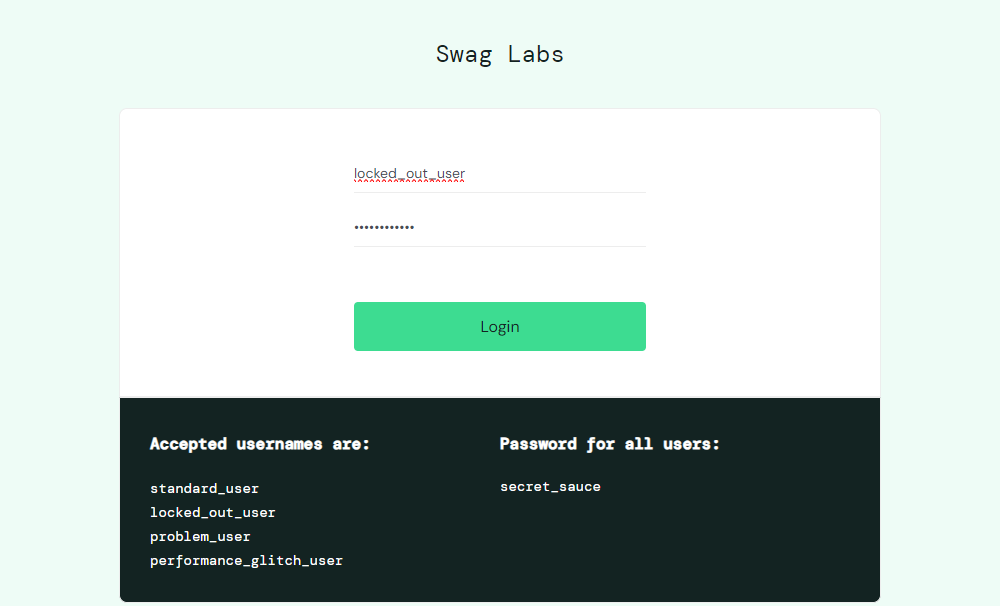 Swag Labs
locked_out_user
••••••••••••
Login
Accepted usernames are:
standard_user
locked_out_user
problem_user
performance_glitch_user
Password for all users:
secret_sauce